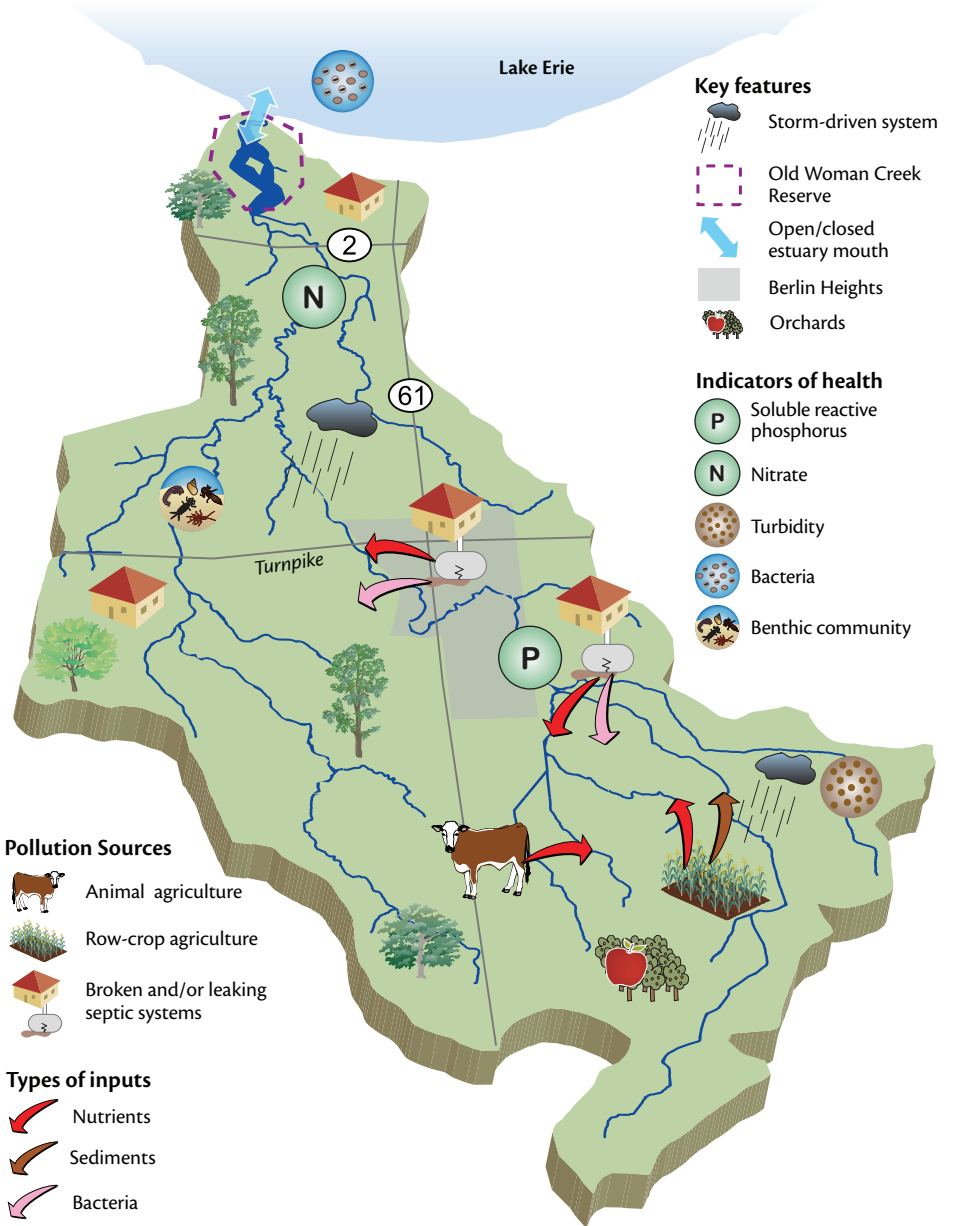 Lake Erie
Key features
Storm-driven system
Old Woman Creek
Reserve
Open/closed
estuary mouth
Berlin Heights
Orchards
Indicators of health
P
Soluble reactive
phosphorus
N
Nitrate
Turbidity
Bacteria
Benthic community
2
N
61
Turnpike
P
Pollution Sources
Animal agriculture
Row-crop agriculture
Broken and/or leaking
septic systems
Types of inputs
Nutrients
Sediments
Bacteria